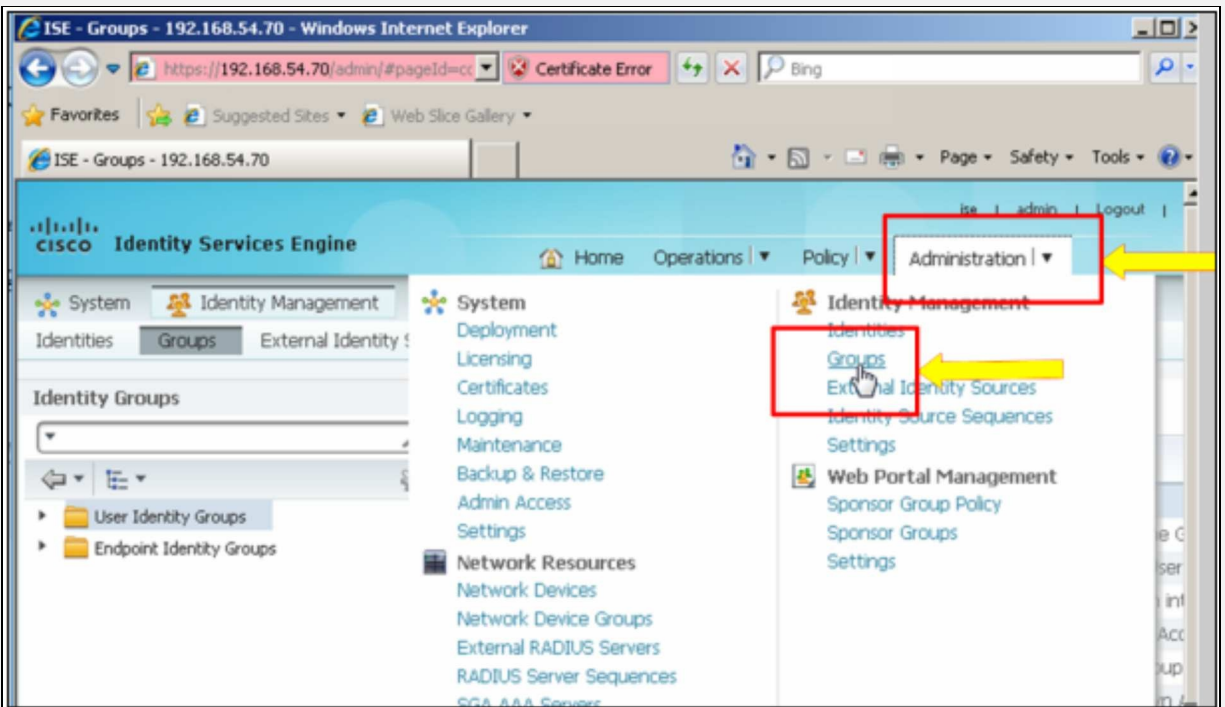 ISE - Groups - 192.168.54.70 - Windows Internet Explorer
https://192.168.54.70/admin/#pageId=cc Certificate Error Bing
Favorites Suggested Sites Web Slice Gallery
ISE - Groups - 192.168.54.70 Page Safety Tools
ise | admin | Logout |
CISCO Identity Services Engine
Home Operations | Policy | Administration |
System Identity Management
Identities Groups External Identity
Identity Groups
User Identity Groups
Endpoint Identity Groups
System
Deployment
Licensing
Certificates
Logging
Maintenance
Backup & Restore
Admin Access
Settings
Network Resources
Network Devices
Network Device Groups
External RADIUS Servers
RADIUS Server Sequences
SGA AAA Servers
Identity Management
Identities
Groups
External Identity Sources
Identity Source Sequences
Settings
Web Portal Management
Sponsor Group Policy
Sponsor Groups
Settings